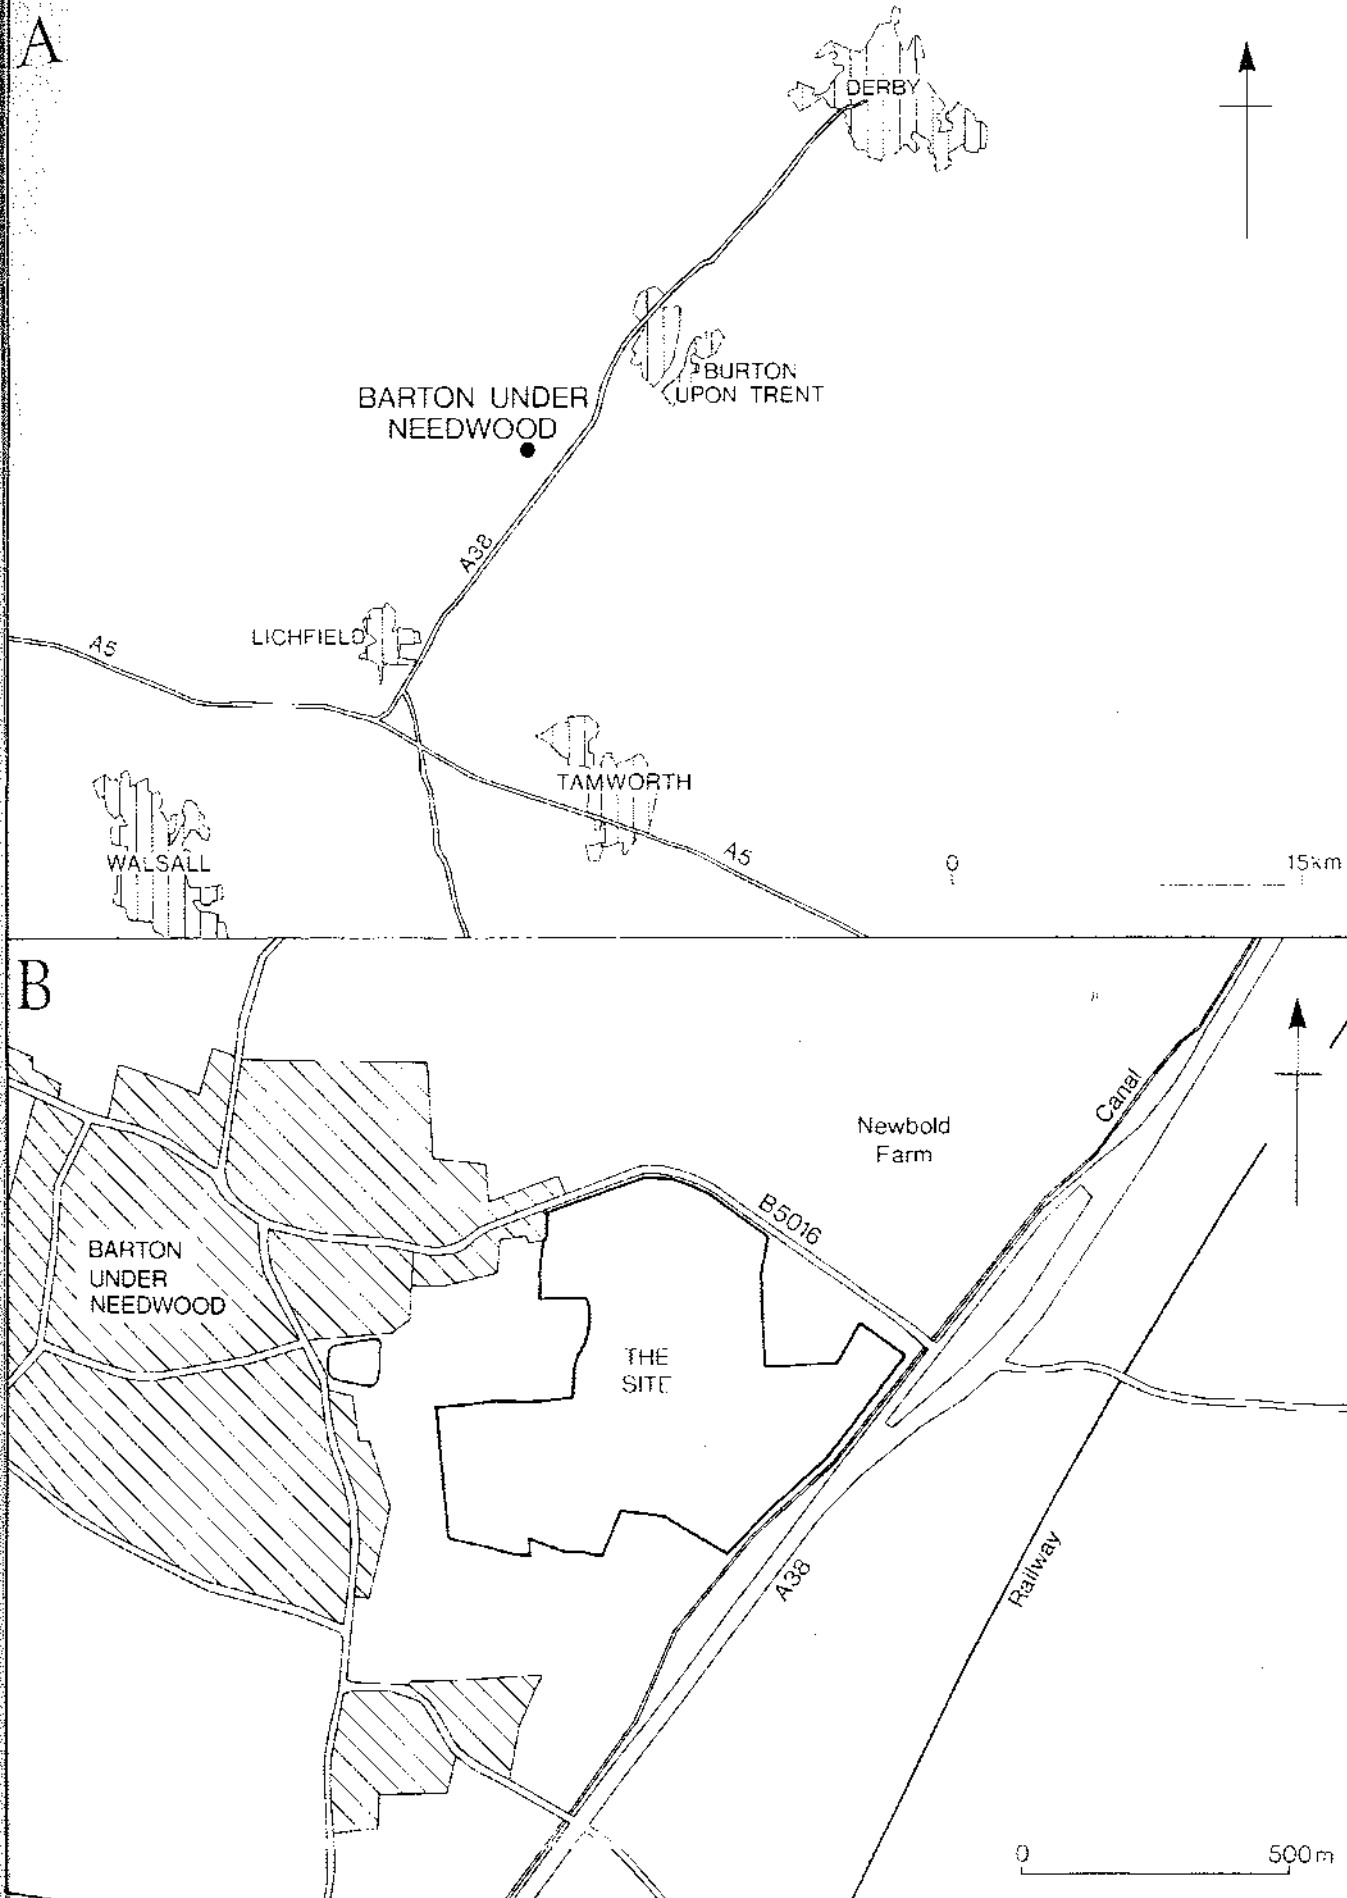 A
DERBY
BURTON
UPON TRENT
BARTON UNDER
NEEDWOOD
A38
LICHFIELD
A5
TAMWORTH
WALSALL
A5
0 15km
B
Canal
Newbold
Farm
B5016
BARTON
UNDER
NEEDWOOD
THE
SITE
A38
Railway
0 500m